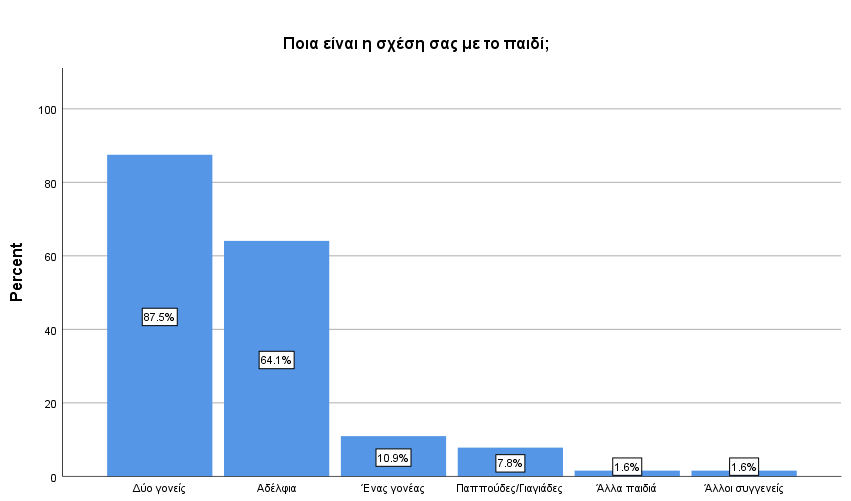 Ποια είναι η σχέση σας με το παιδί;
Percent
100
80
60
40
20
0
87.5%
64.1%
10.9%
7.8%
1.6%
1.6%
Δύο γονείς
Αδέλφια
Ένας γονέας
Παππούδες/Γιαγιάδες
Άλλα παιδιά
Άλλοι συγγενείς